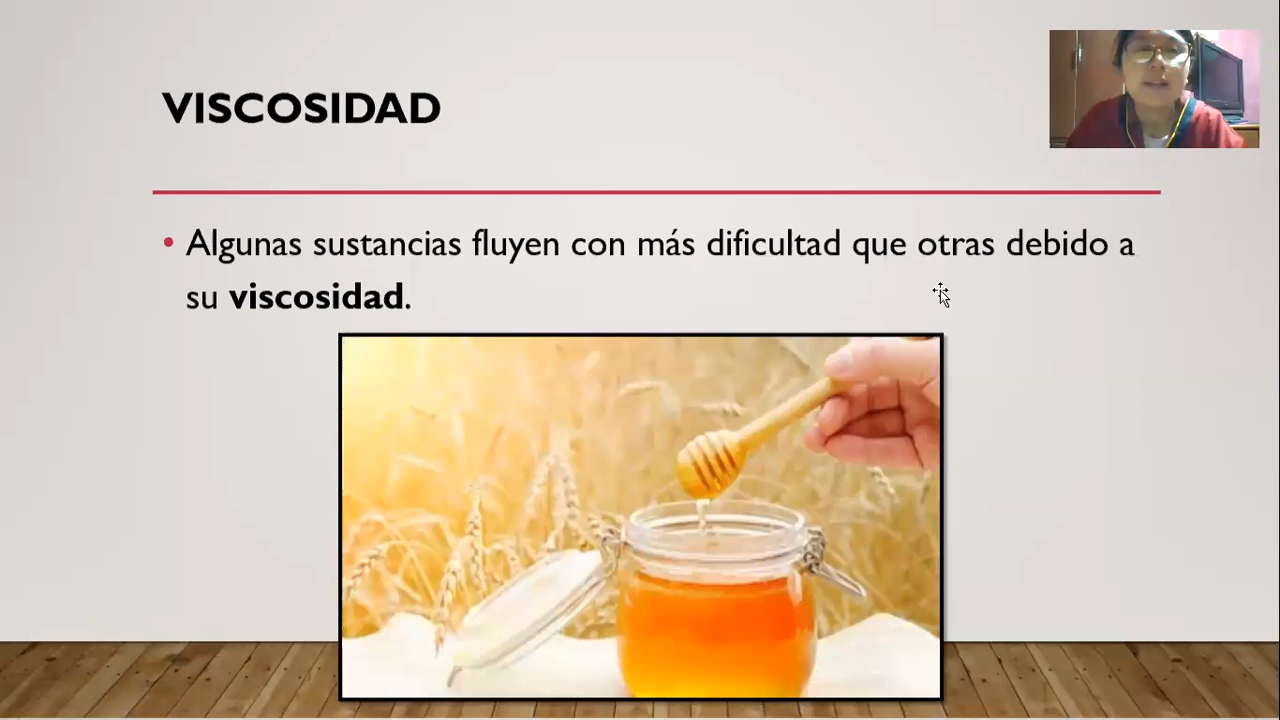 VISCOSIDAD
• Algunas sustancias fluyen con más dificultad que otras debido a
su viscosidad.